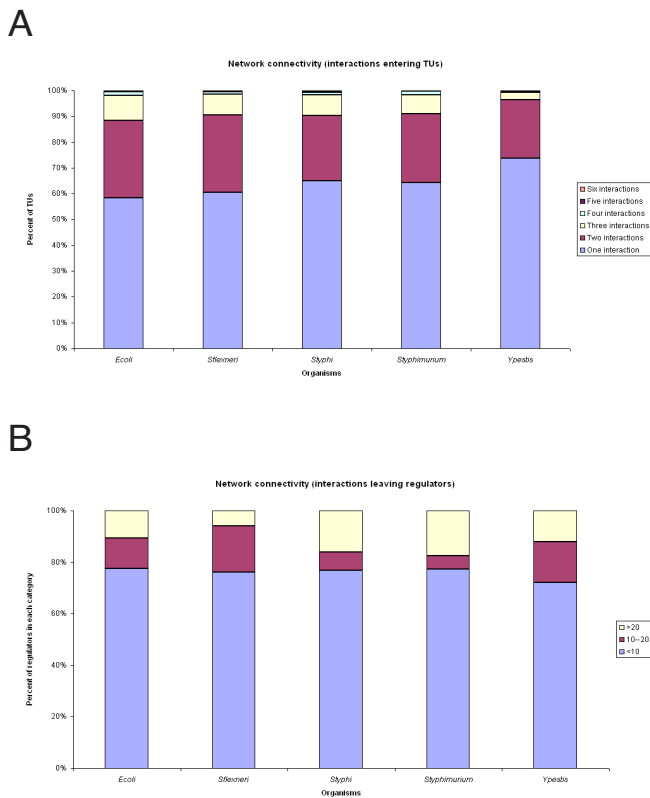 A
Network connectivity (interactions entering TUs)
100%
90%
80%
70%
60%
50%
40%
30%
20%
10%
0%
Percent of TUs
Six interactions
Five interactions
Four interactions
Three interactions
Two interactions
One interaction
Ecoli Sflexneri Styphi Styphimurium Ypestis
Organisms
B
Network connectivity (interactions leaving regulators)
100%
80%
60%
40%
20%
0%
Percent of regulators in each category
>20
10--20
<10
Ecoli Sflexneri Styphi Styphimurium Ypestis
Organisms